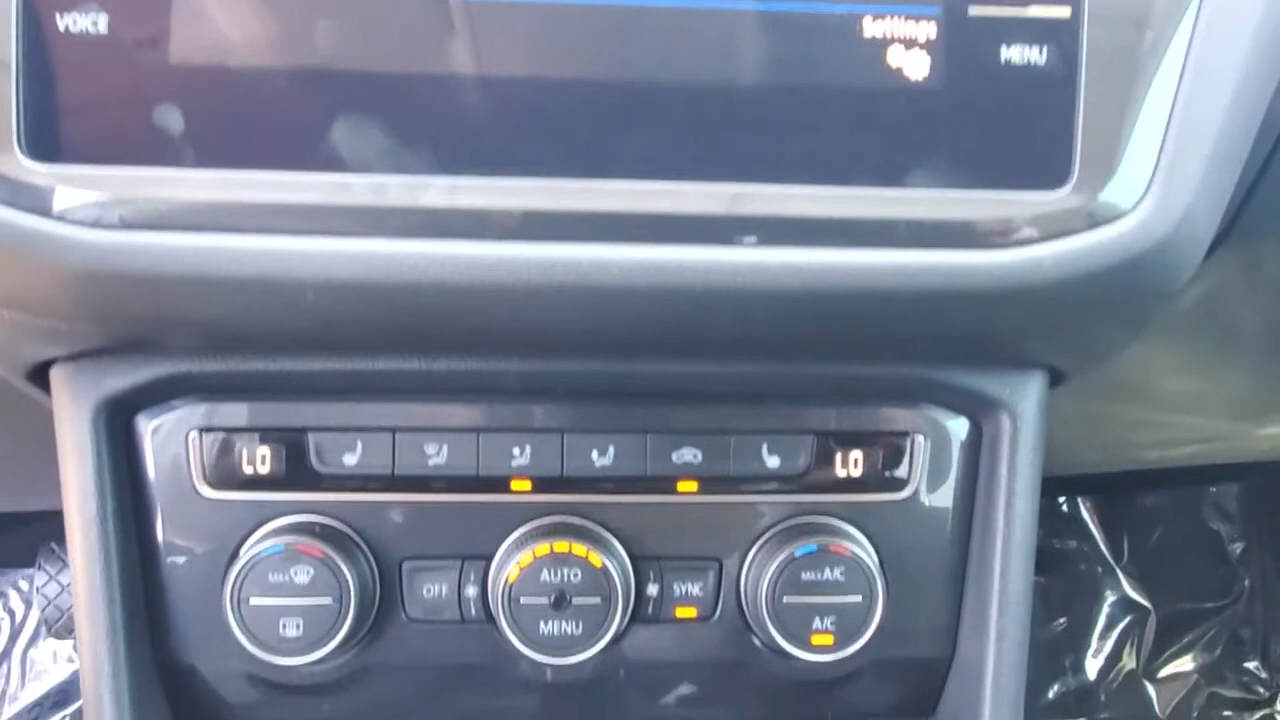 VOICE
Settings
MENU
LO
LO
MAX
OFF
AUTO
MENU
SYNC
MAX A/C
A/C